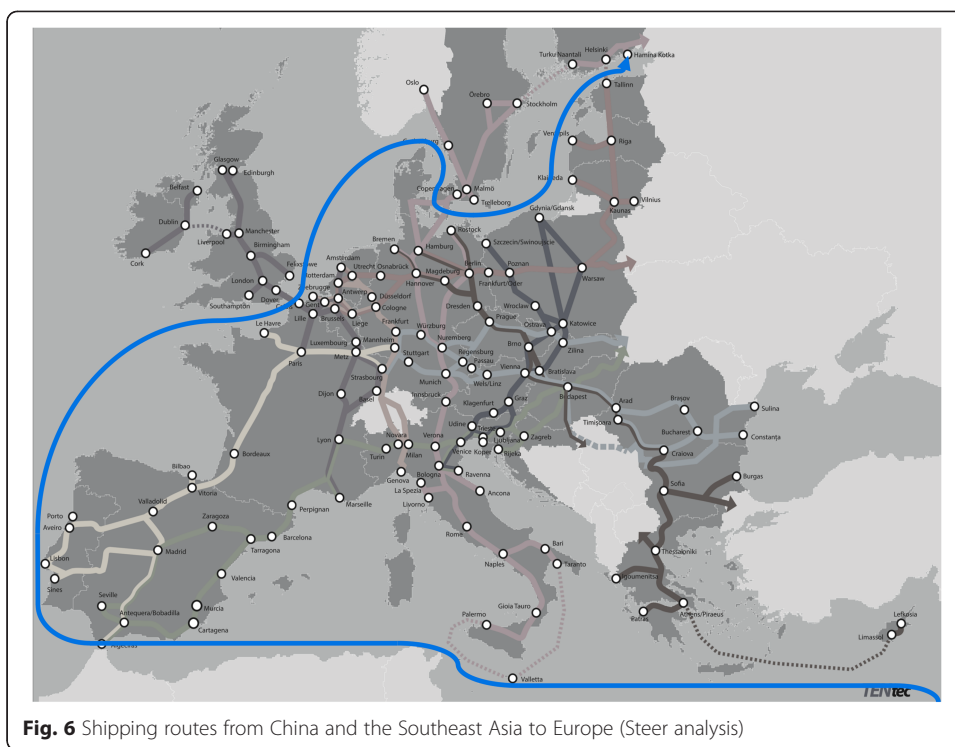 Helsinki
Hamina Kotka
Turku Naantali
Oslo
Örebro
Stockholm
Tallinn
Ventspils
Riga
Glasgow
Edinburgh
Belfast
Copenhagen
Malmö
Trelleborg
Klaipeda
Kaunas
Vilnius
Dublin
Manchester
Liverpool
Birmingham
Cork
Rostock
Gdynia/Gdansk
Bremen
Hamburg
Szczecin/Swinoujscie
Felixstowe
Amsterdam
Utrecht
Osnabrück
Rotterdam
Magdeburg
Berlin
Poznan
London
Hannover
Frankfurt/Oder
Warsaw
Southampton
Dover
Zeebrugge
Antwerp
Düsseldorf
Calais
Gent
Cologne
Dresden
Wroclaw
Lille
Brussels
Liege
Prague
Le Havre
Frankfurt
Würzburg
Ostrava
Katowice
Luxembourg
Mannheim
Nuremberg
Brno
Zilina
Paris
Metz
Stuttgart
Regensburg
Passau
Vienna
Strasbourg
Munich
Wels/Linz
Bratislava
Dijon
Basel
Innsbruck
Klagenfurt
Graz
Budapest
Arad
Braşov
Sulina
Udine
Trieste
Timişoara
Lyon
Novara
Verona
Ljubljana
Zagreb
Bucharest
Constanţa
Turin
Milan
Venice
Koper
Rijeka
Craiova
Bordeaux
Bologna
Ravenna
Bilbao
Genova
Sofia
Burgas
Vitoria
La Spezia
Ancona
Marseille
Livorno
Porto
Valladolid
Perpignan
Aveiro
Zaragoza
Rome
Barcelona
Madrid
Tarragona
Bari
Thessalpniki
Lisbon
Naples
Taranto
Sines
Valencia
Igoumenitsa
Seville
Murcia
Gioia Tauro
Antequera/Bobadilla
Palermo
Athens/Piraeus
Lefkosia
Cartagena
Patras
Limassol
Algeciras
Valletta
TENtec
Fig. 6 Shipping routes from China and the Southeast Asia to Europe (Steer analysis)